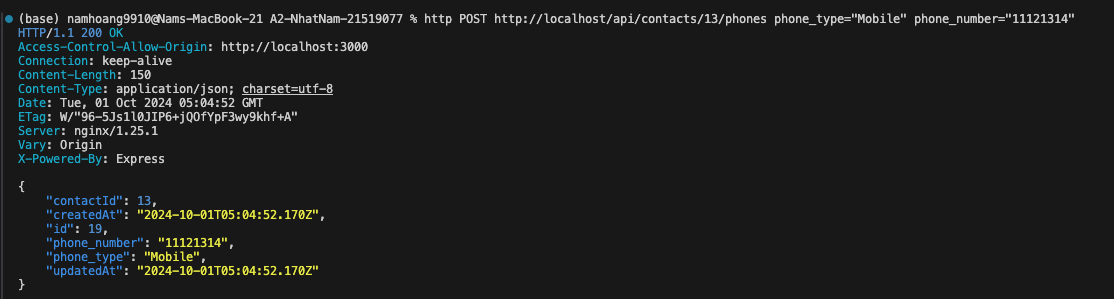 (base) namhoang9910@Nams-MacBook-21 A2-NhatNam-21519077 % http POST http://localhost/api/contacts/13/phones phone_type="Mobile" phone_number="11121314"
HTTP/1.1 200 OK
Access-Control-Allow-Origin: http://localhost:3000
Connection: keep-alive
Content-Length: 150
Content-Type: application/json; charset=utf-8
Date: Tue, 01 Oct 2024 05:04:52 GMT
ETag: W/"96-5Js1l0JIP6+jQOfYpF3wy9khf+A"
Server: nginx/1.25.1
Vary: Origin
X-Powered-By: Express
{
    "contactId": 13,
    "createdAt": "2024-10-01T05:04:52.170Z",
    "id": 19,
    "phone_number": "11121314",
    "phone_type": "Mobile",
    "updatedAt": "2024-10-01T05:04:52.170Z"
}